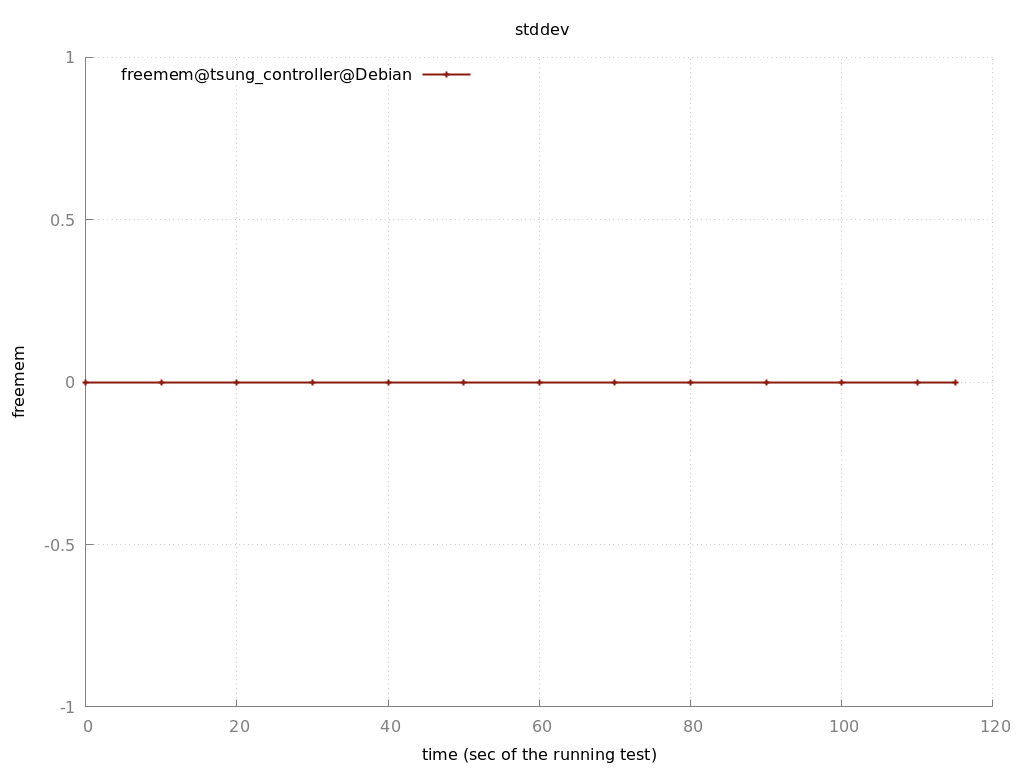 stddev
freemem@tsung_controller@Debian
1
0.5
0
-0.5
-1
freemem
0 20 40 60 80 100 120
time (sec of the running test)